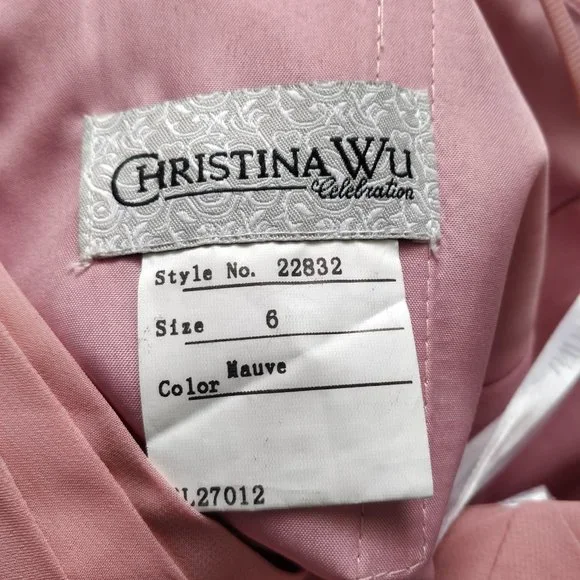 CHRISTINA WU
Celebration
Style No. 22832
Size 6
Color Mauve
L27012